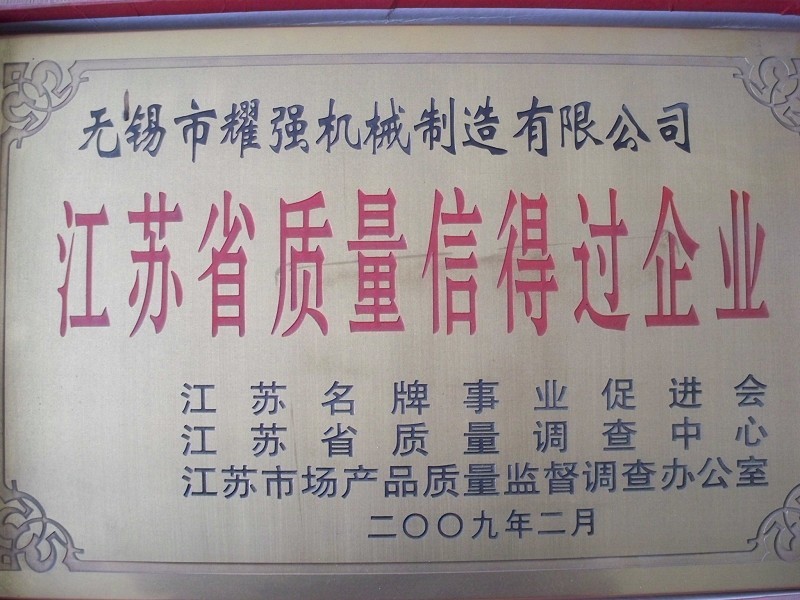 无锡市耀强机械制造有限公司
江苏省质量信得过企业
江苏名牌事业促进会
江苏省质量调查中心
江苏市场产品质量监督调查办公室
二〇〇九年二月